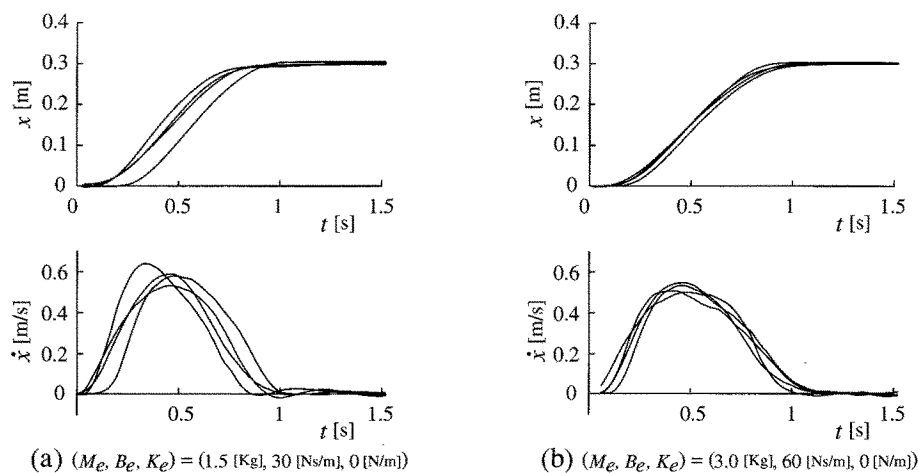 0.4
0.3
0.2
0.1
0
x [m]
0 0.5 1 1.5
t [s]
0.6
0.4
0.2
0
ẋ [m/s]
0.5 1 1.5
t [s]
(a) (Me, Be, Ke) = (1.5 [Kg], 30 [Ns/m], 0 [N/m])
0.4
0.3
0.2
0.1
0
x [m]
0 0.5 1 1.5
t [s]
0.6
0.4
0.2
0
ẋ [m/s]
0.5 1 1.5
t [s]
(b) (Me, Be, Ke) = (3.0 [Kg], 60 [Ns/m], 0 [N/m])